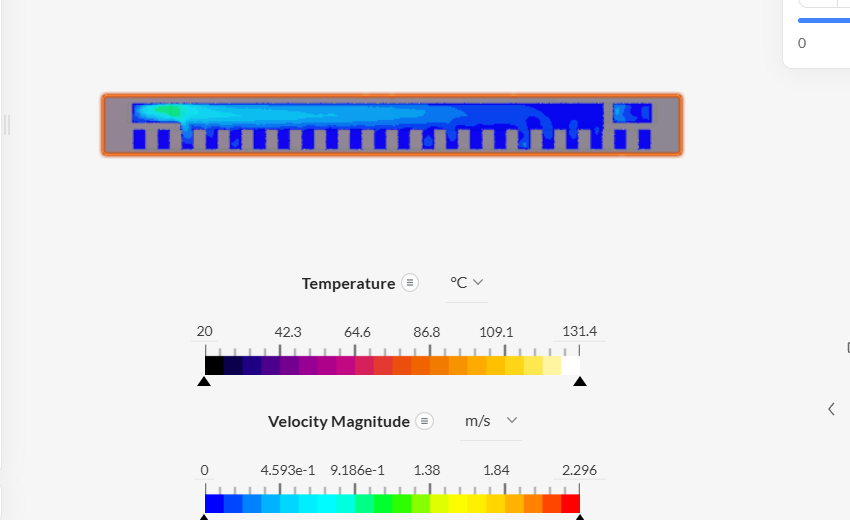 0
Temperature °C
20 42.3 64.6 86.8 109.1 131.4
Velocity Magnitude m/s
0 4.593e-1 9.186e-1 1.38 1.84 2.296